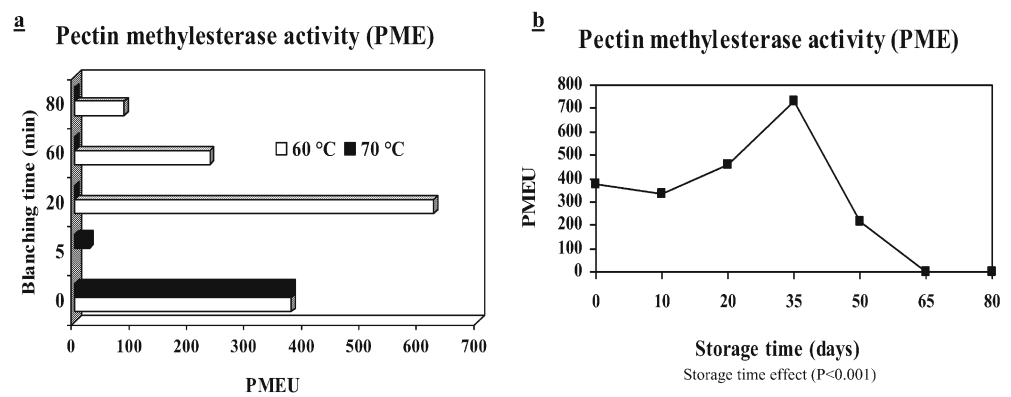 a
Pectin methylesterase activity (PME)
Blanching time (min)
80
60
20
5
0
60 °C 70 °C
0 100 200 300 400 500 600 700
PMEU
b
Pectin methylesterase activity (PME)
PMEU
800
700
600
500
400
300
200
100
0
0 10 20 35 50 65 80
Storage time (days)
Storage time effect (P<0.001)